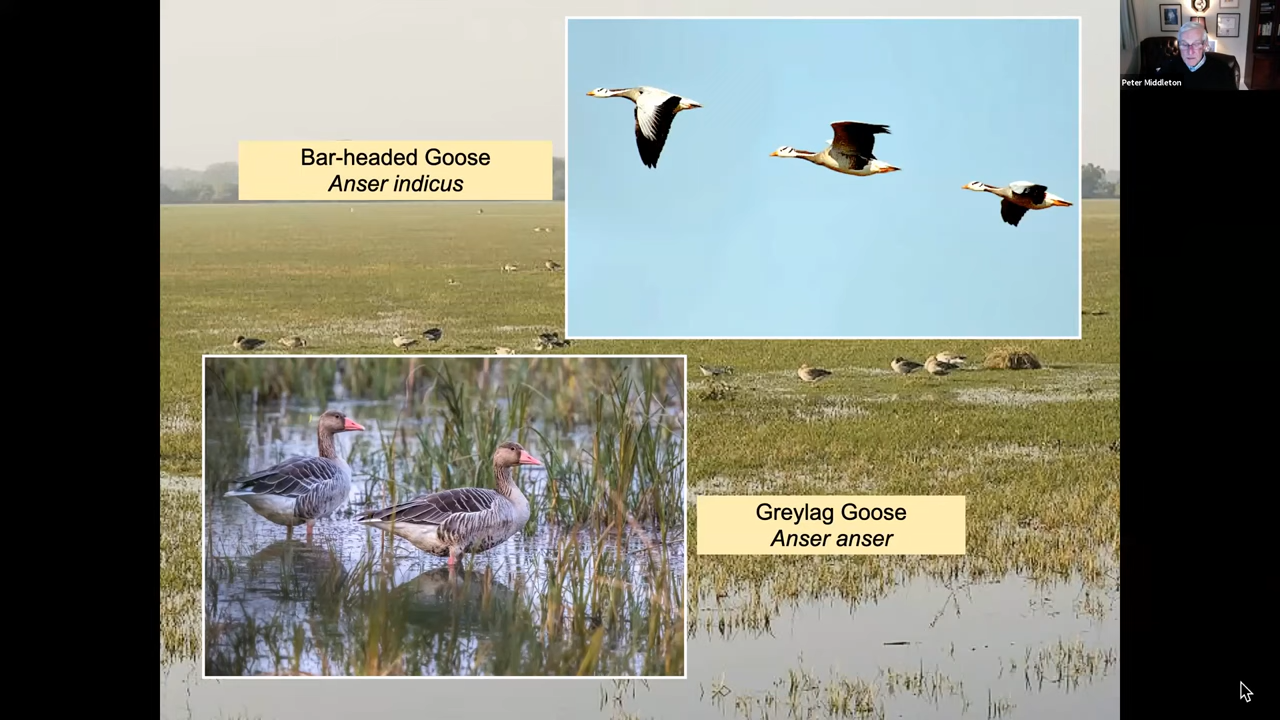 Peter Middleton
Bar-headed Goose
Anser indicus
Greylag Goose
Anser anser